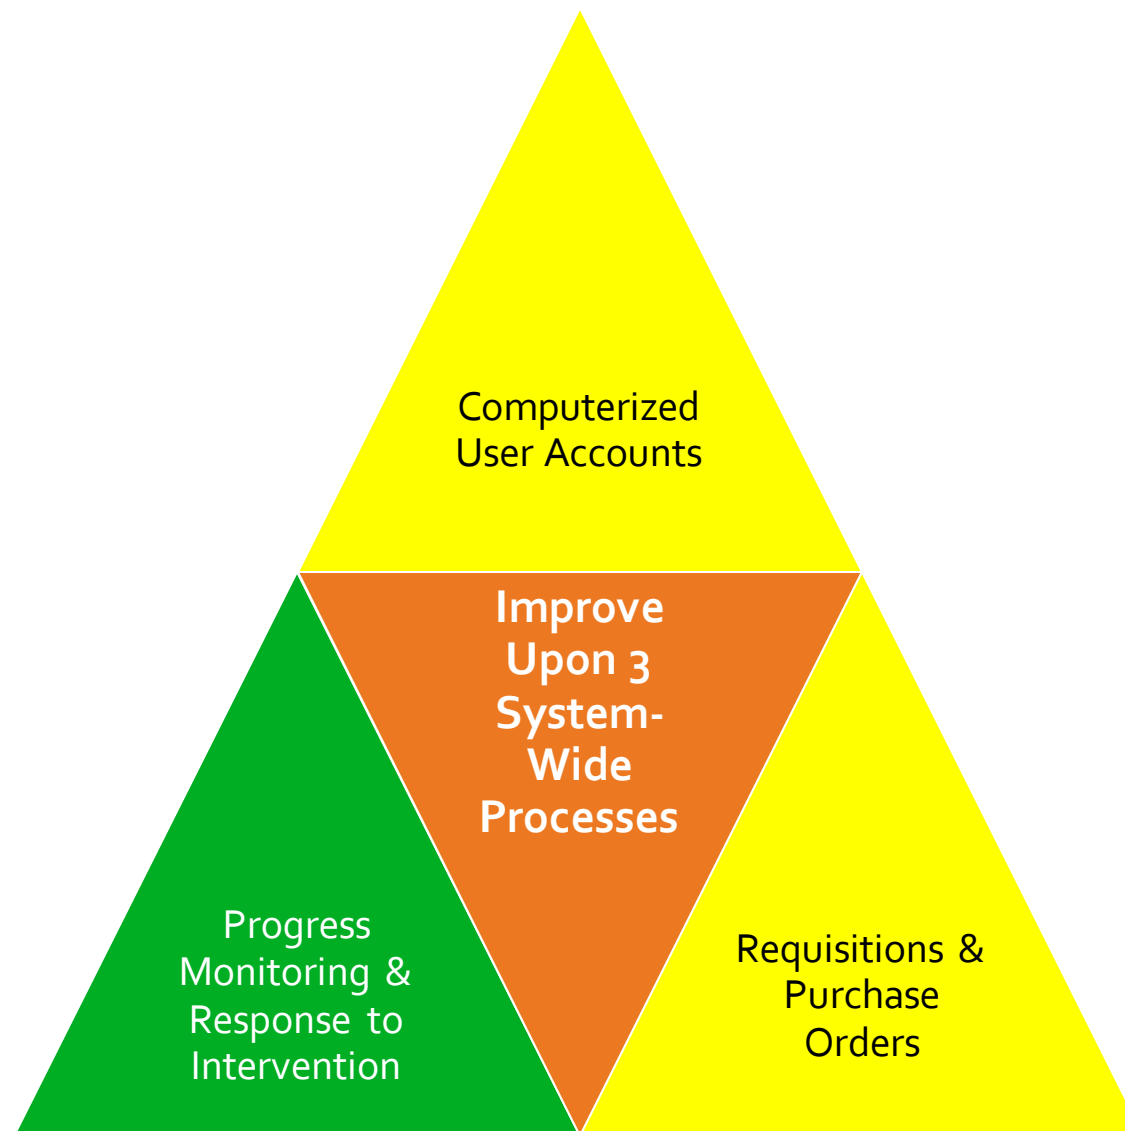 Computerized
User Accounts
Improve
Upon 3
System-
Wide
Processes
Progress
Monitoring &
Response to
Intervention
Requisitions &
Purchase
Orders